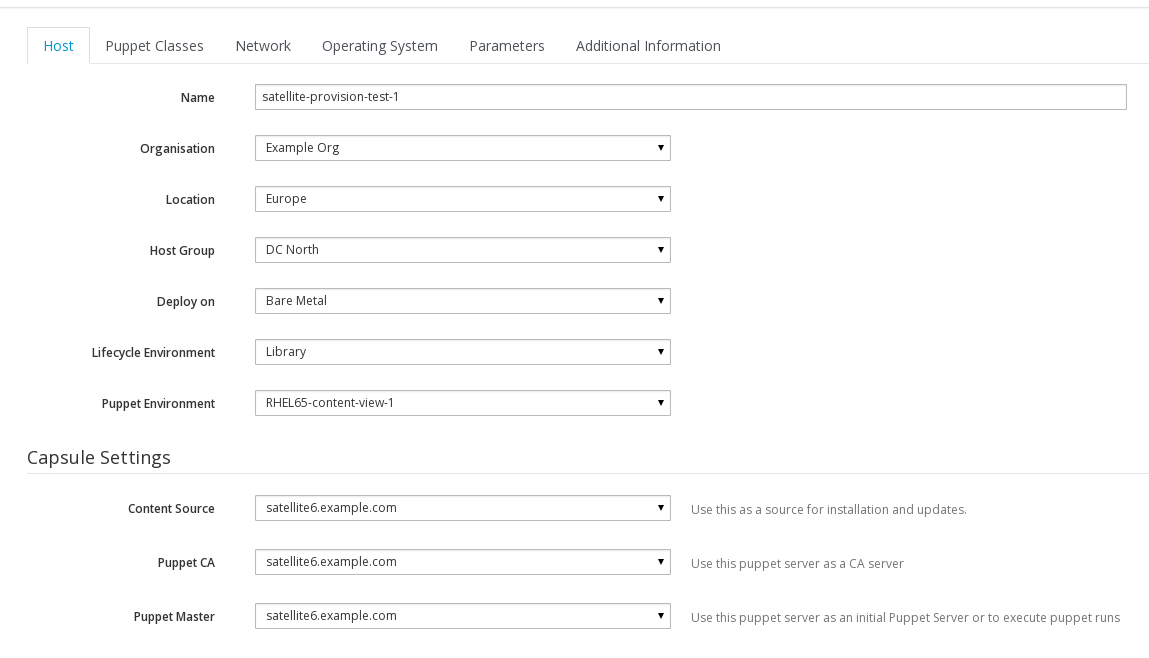 Host Puppet Classes Network Operating System Parameters Additional Information
Name satellite-provision-test-1
Organisation Example Org
Location Europe
Host Group DC North
Deploy on Bare Metal
Lifecycle Environment Library
Puppet Environment RHEL65-content-view-1
Capsule Settings
Content Source satellite6.example.com Use this as a source for installation and updates.
Puppet CA satellite6.example.com Use this puppet server as a CA server
Puppet Master satellite6.example.com Use this puppet server as an initial Puppet Server or to execute puppet runs